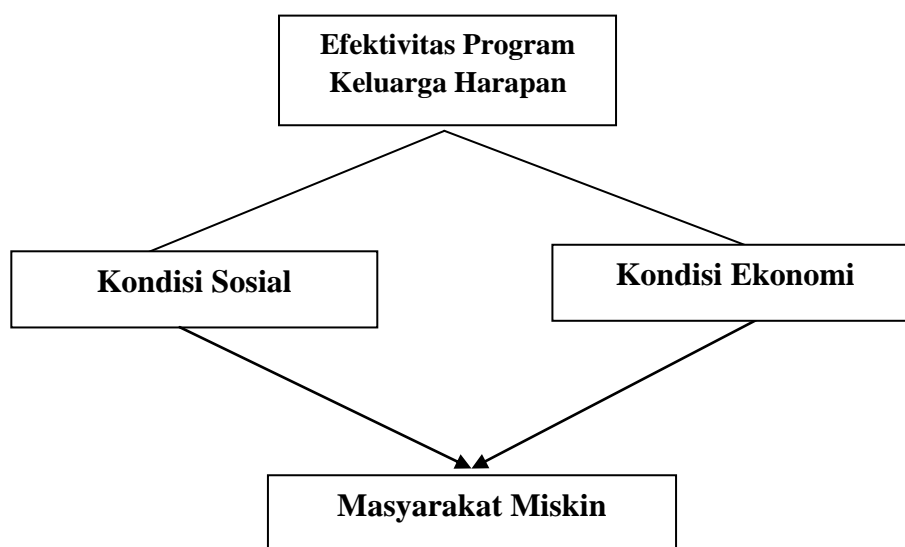 Efektivitas Program
Keluarga Harapan
Kondisi Sosial
Kondisi Ekonomi
Masyarakat Miskin